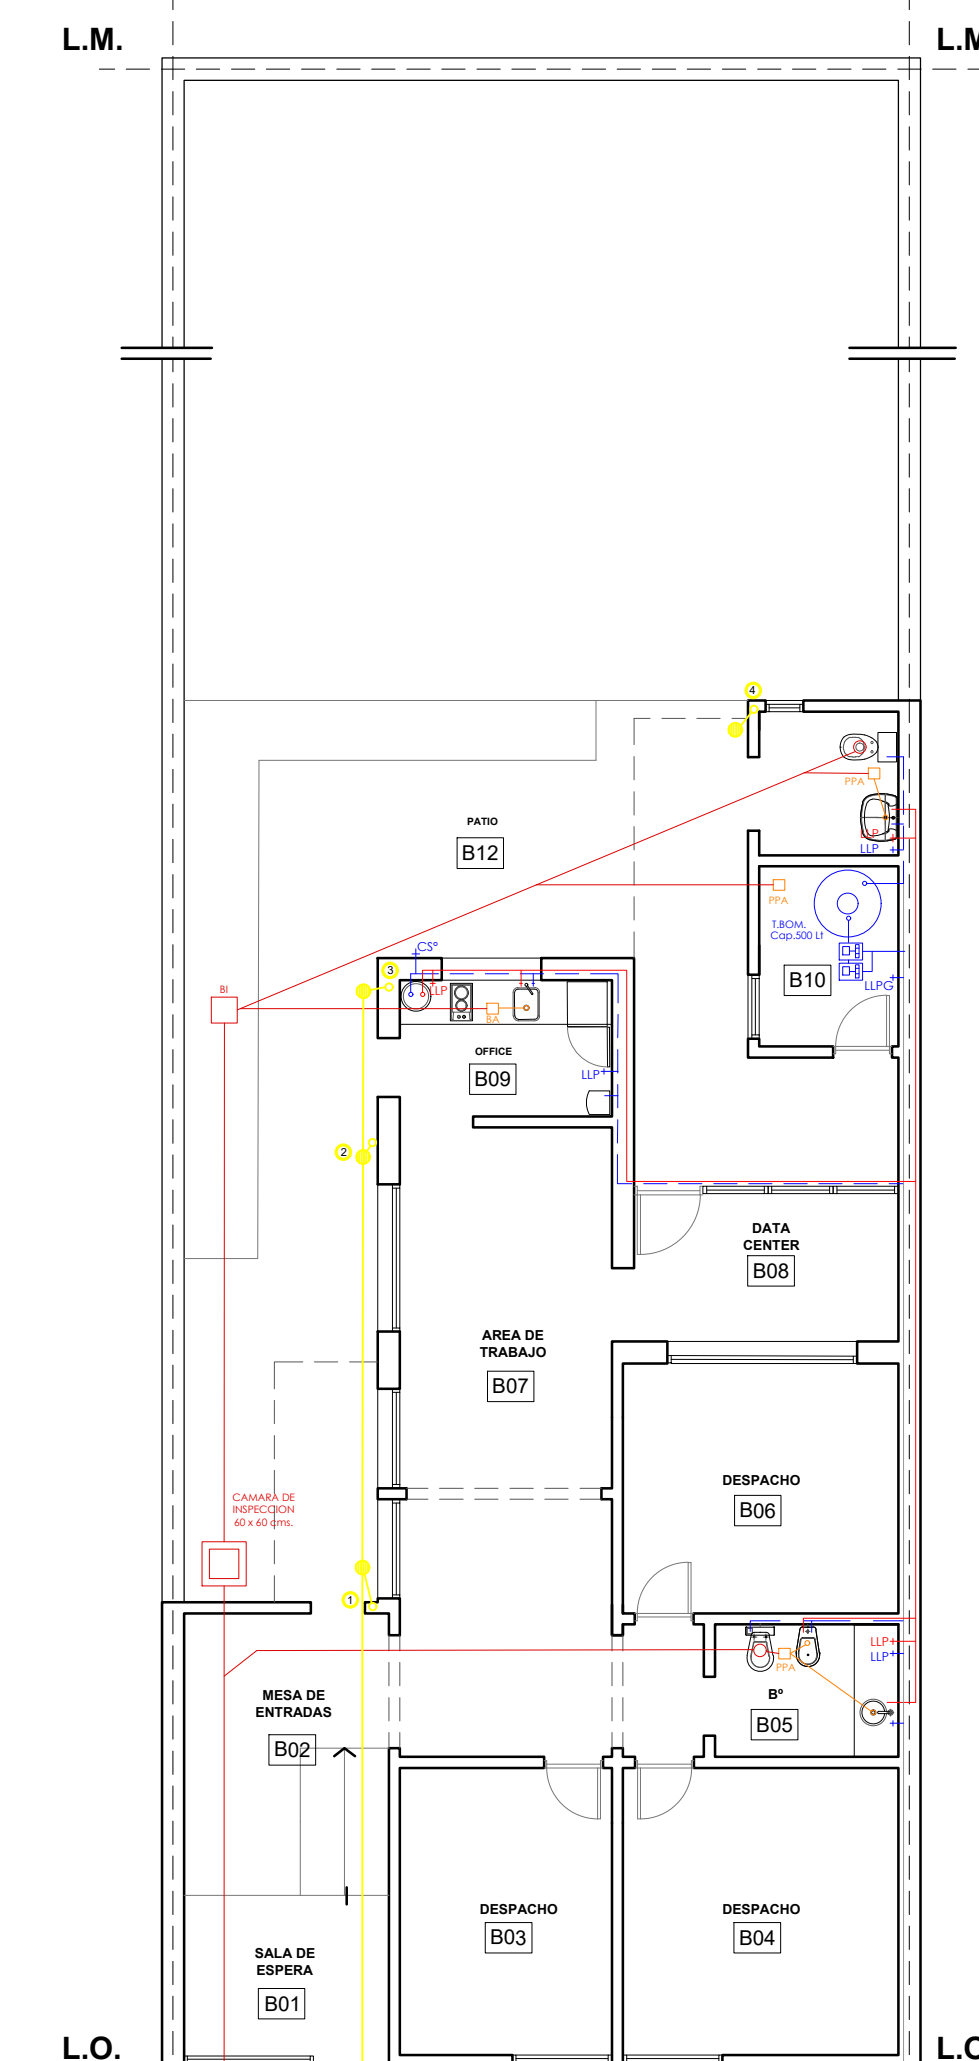 L.M.
L.M
4
PPA
LLP
LLP
PATIO
B12
PPA
T.BOM.
Cap.500 Lt
CSº
3
LLP
B10
LLPG
BI
BA
OFFICE
B09
LLP
2
DATA
CENTER
B08
AREA DE
TRABAJO
B07
DESPACHO
B06
CAMARA DE
INSPECCION
60 x 60 cms.
1
LLP
LLP
PPA
MESA DE
ENTRADAS
Bº
B05
B02
DESPACHO
B03
DESPACHO
B04
SALA DE
ESPERA
B01
L.O.
L.O